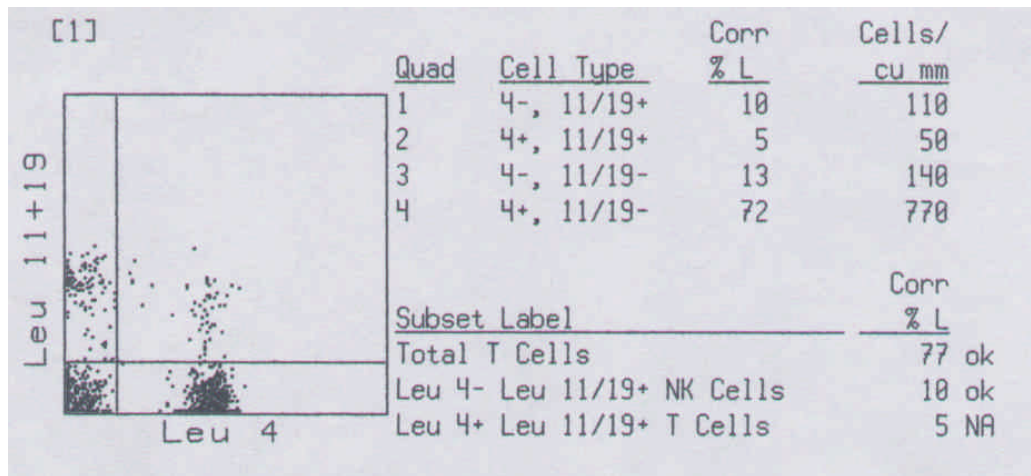 [1]
Corr Cells/
Quad Cell Type % L cu mm
1 4-, 11/19+ 10 110
2 4+, 11/19+ 5 50
3 4-, 11/19- 13 140
4 4+, 11/19- 72 770
Leu 11+19
Leu 4
Corr
Subset Label % L
Total T Cells 77 ok
Leu 4- Leu 11/19+ NK Cells 10 ok
Leu 4+ Leu 11/19+ T Cells 5 NA